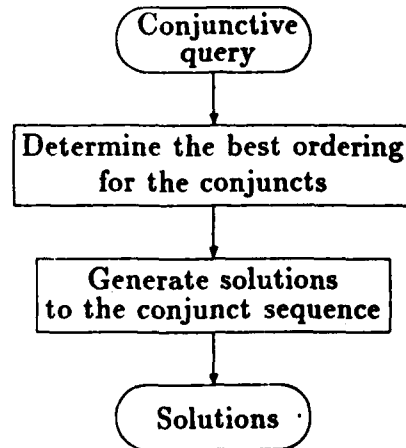 Conjunctive
query
Determine the best ordering
for the conjuncts
Generate solutions
to the conjunct sequence
Solutions